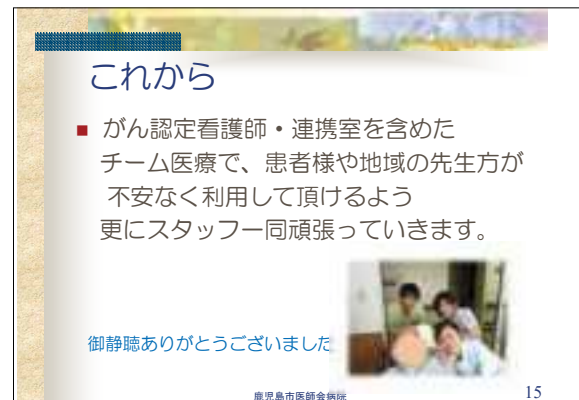 これから
がん認定看護師・連携室を含めた
チーム医療で、患者様や地域の先生方が
不安なく利用して頂けるよう
更にスタッフ一同頑張っていきます。
御静聴ありがとうございました
鹿児島市医師会病院
15